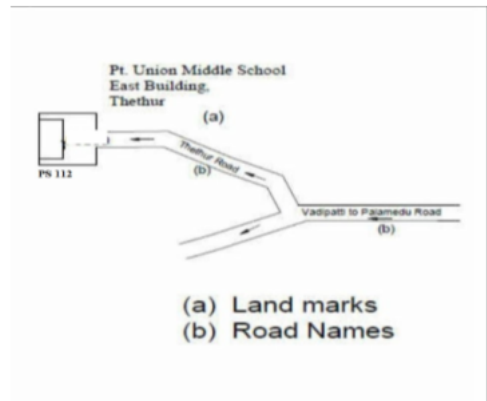 Pt. Union Middle School
East Building,
Thethur
(a)
PS 112
Thethur Road
(b)
Vadipatti to Palamedu Road
(b)
(a) Land marks
(b) Road Names